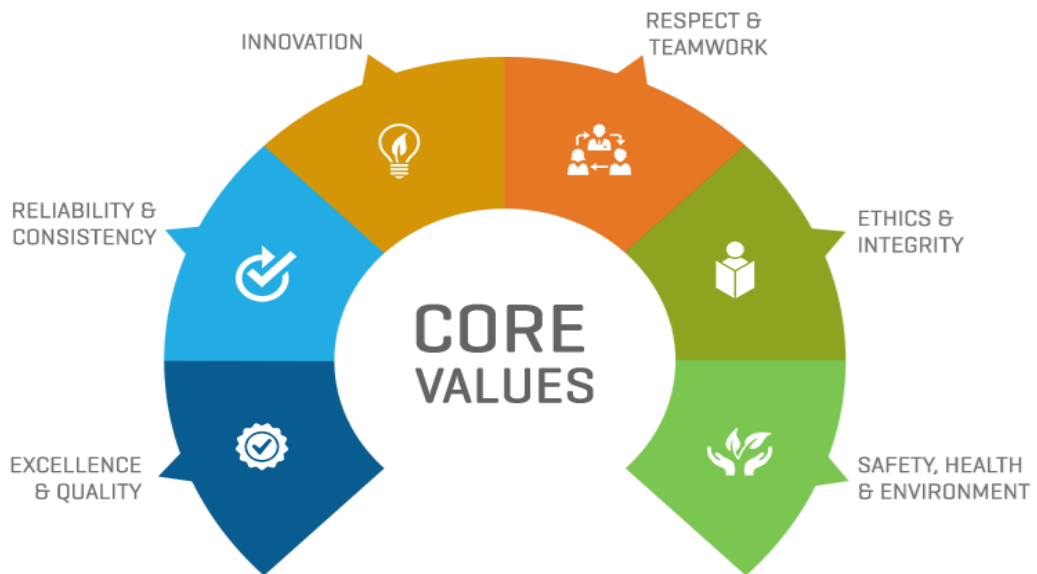 INNOVATION
RESPECT &
TEAMWORK
RELIABILITY &
CONSISTENCY
ETHICS &
INTEGRITY
CORE
VALUES
EXCELLENCE
& QUALITY
SAFETY, HEALTH
& ENVIRONMENT